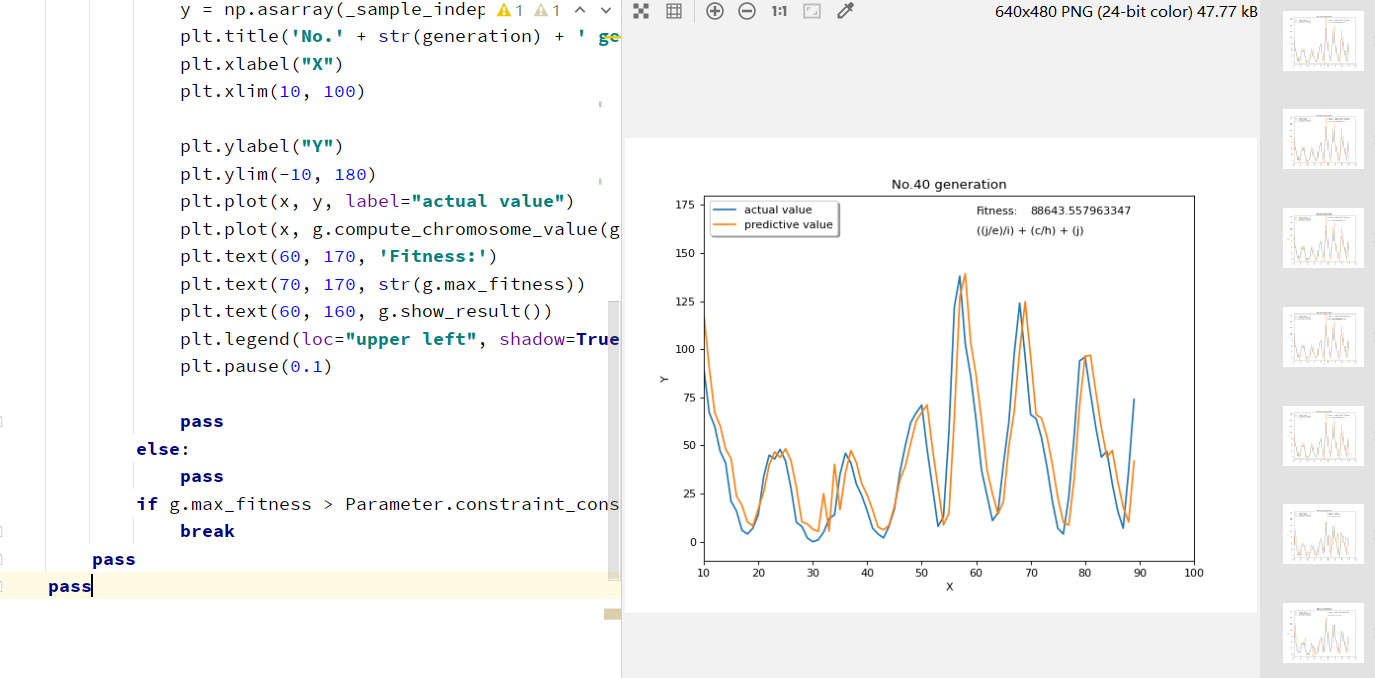 y = np.asarray(_sample_indep
1
1
plt.title('No.' + str(generation) + ' ge
plt.xlabel("X")
plt.xlim(10, 100)
plt.ylabel("Y")
plt.ylim(-10, 180)
plt.plot(x, y, label="actual value")
plt.plot(x, g.compute_chromosome_value(g
plt.text(60, 170, 'Fitness:')
plt.text(70, 170, str(g.max_fitness))
plt.text(60, 160, g.show_result())
plt.legend(loc="upper left", shadow=True
plt.pause(0.1)
pass
else:
pass
if g.max_fitness > Parameter.constraint_cons
break
pass
pass
1:1
640x480 PNG (24-bit color) 47.77 kB
No.40 generation
actual value
predictive value
Fitness: 88643.557963347
((j/e)/i) + (c/h) + (j)
Y
175
150
125
100
75
50
25
0
10 20 30 40 50 60 70 80 90 100
X